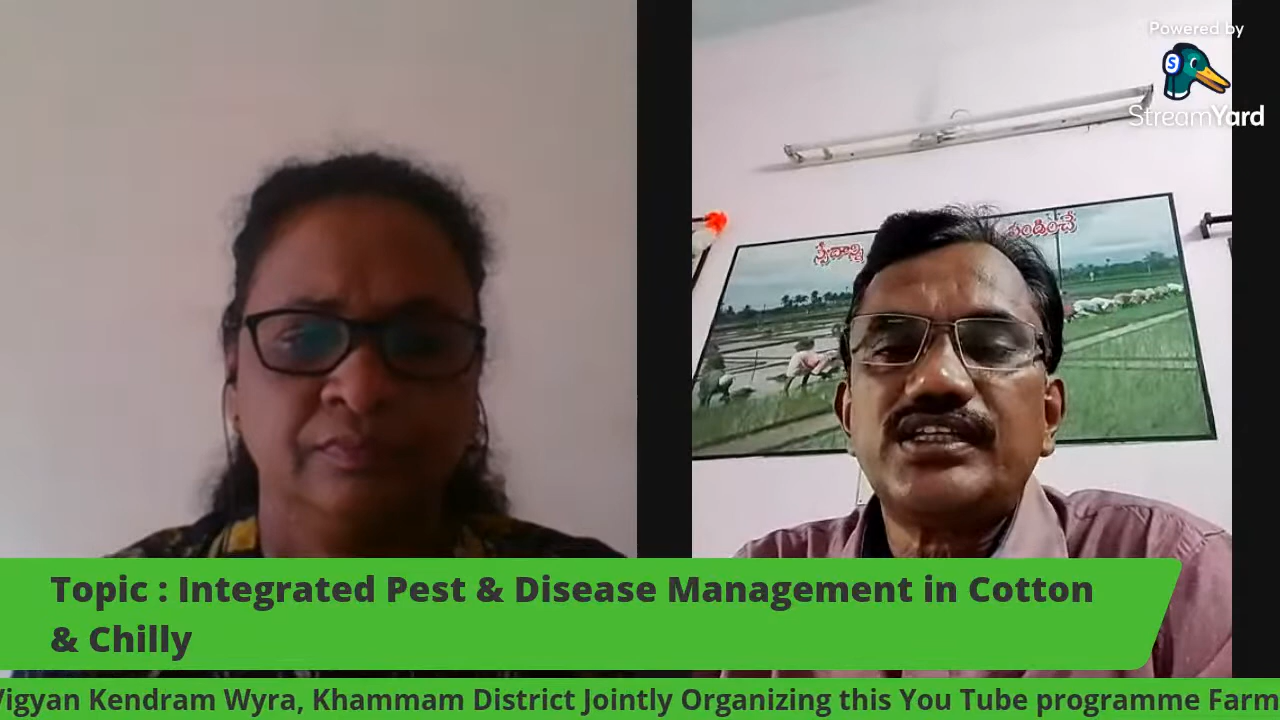 Powered by
StreamYard
స్వేదాన్ని
పండించే
Topic : Integrated Pest & Disease Management in Cotton
& Chilly
Vigyan Kendram Wyra, Khammam District Jointly Organizing this You Tube programme Farm